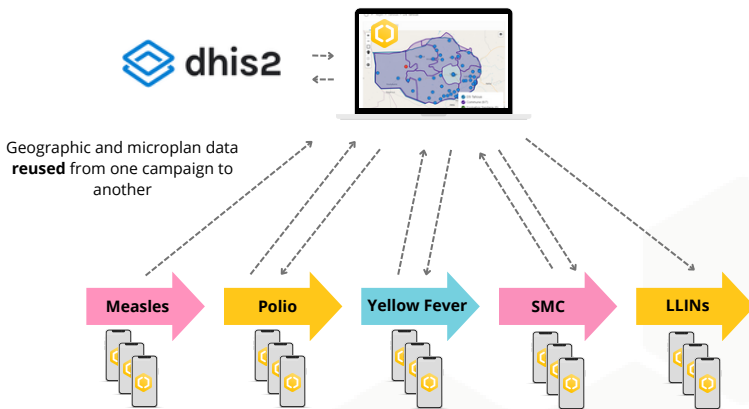 dhis2
Geographic and microplan data
reused from one campaign to
another
Measles
Polio
Yellow Fever
SMC
LLINs